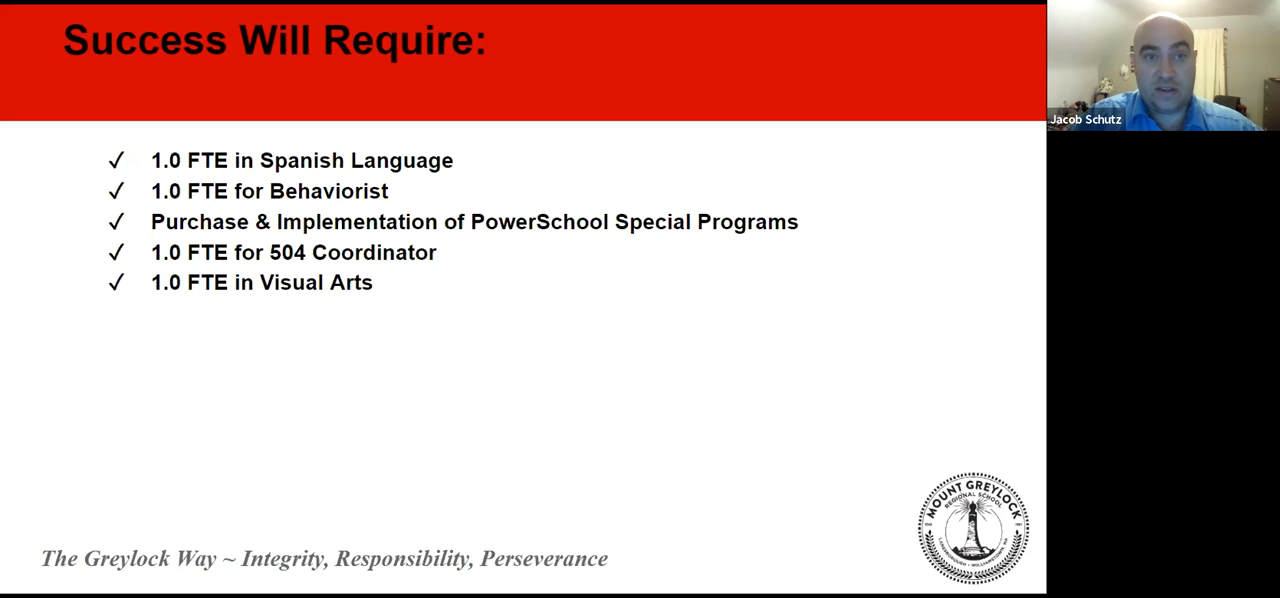 Success Will Require:
Jacob Schutz
✓ 1.0 FTE in Spanish Language
✓ 1.0 FTE for Behaviorist
✓ Purchase & Implementation of PowerSchool Special Programs
✓ 1.0 FTE for 504 Coordinator
✓ 1.0 FTE in Visual Arts
MOUNT GREYLOCK
REGIONAL SCHOOL
The Greylock Way ~ Integrity, Responsibility, Perseverance